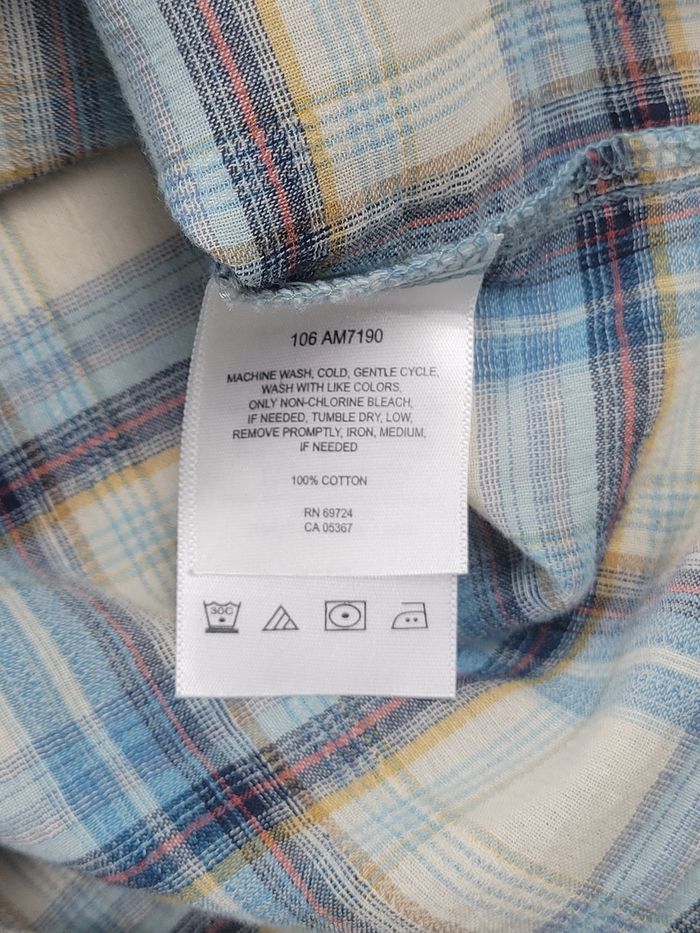 106 AM7190
MACHINE WASH, COLD, GENTLE CYCLE,
WASH WITH LIKE COLORS,
ONLY NON-CHLORINE BLEACH,
IF NEEDED, TUMBLE DRY, LOW,
REMOVE PROMPTLY, IRON, MEDIUM,
IF NEEDED
100% COTTON
RN 69724
CA 05367
30C